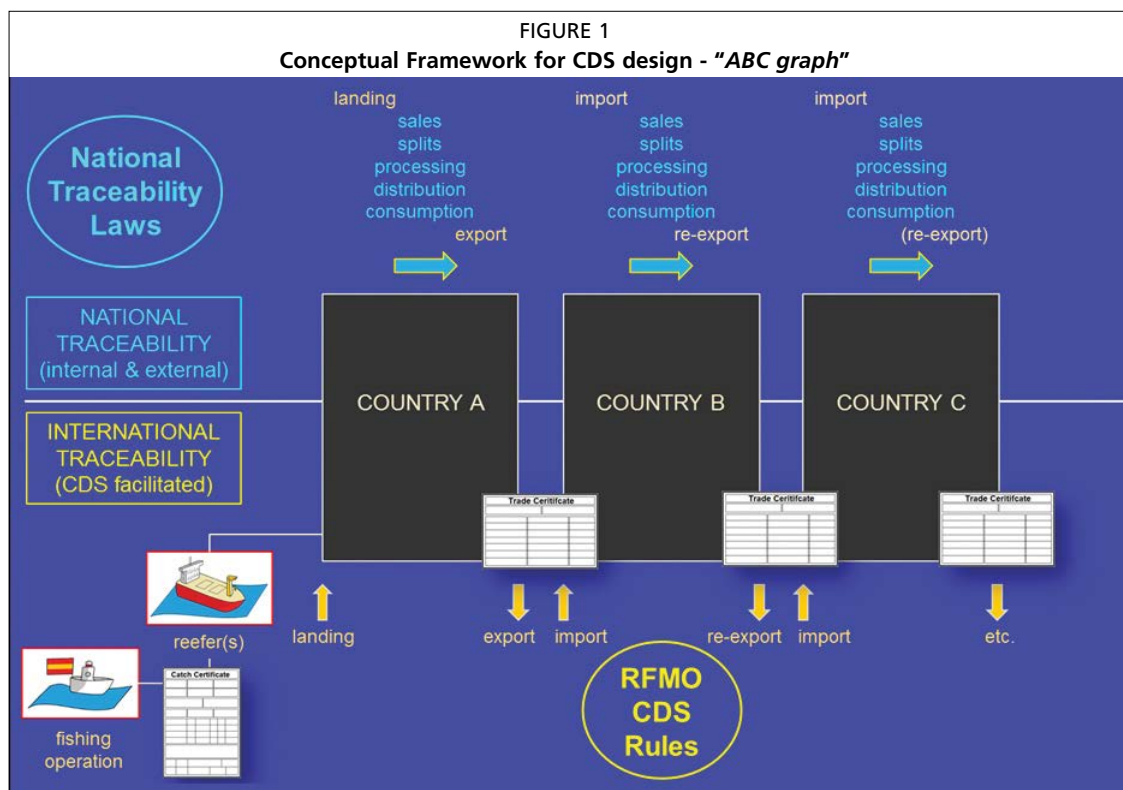 FIGURE 1
Conceptual Framework for CDS design - "ABC graph"
landing
sales
splits
processing
distribution
consumption
export
import
sales
splits
processing
distribution
consumption
re-export
import
sales
splits
processing
distribution
consumption
(re-export)
National
Traceability
Laws
NATIONAL
TRACEABILITY
(internal & external)
INTERNATIONAL
TRACEABILITY
(CDS facilitated)
COUNTRY A
COUNTRY B
COUNTRY C
Trade Ceritifcate
Trade Ceritifcate
Trade Ceritifcate
reefer(s)
landing
export
import
re-export
import
etc.
Catch Certificate
fishing
operation
RFMO
CDS
Rules